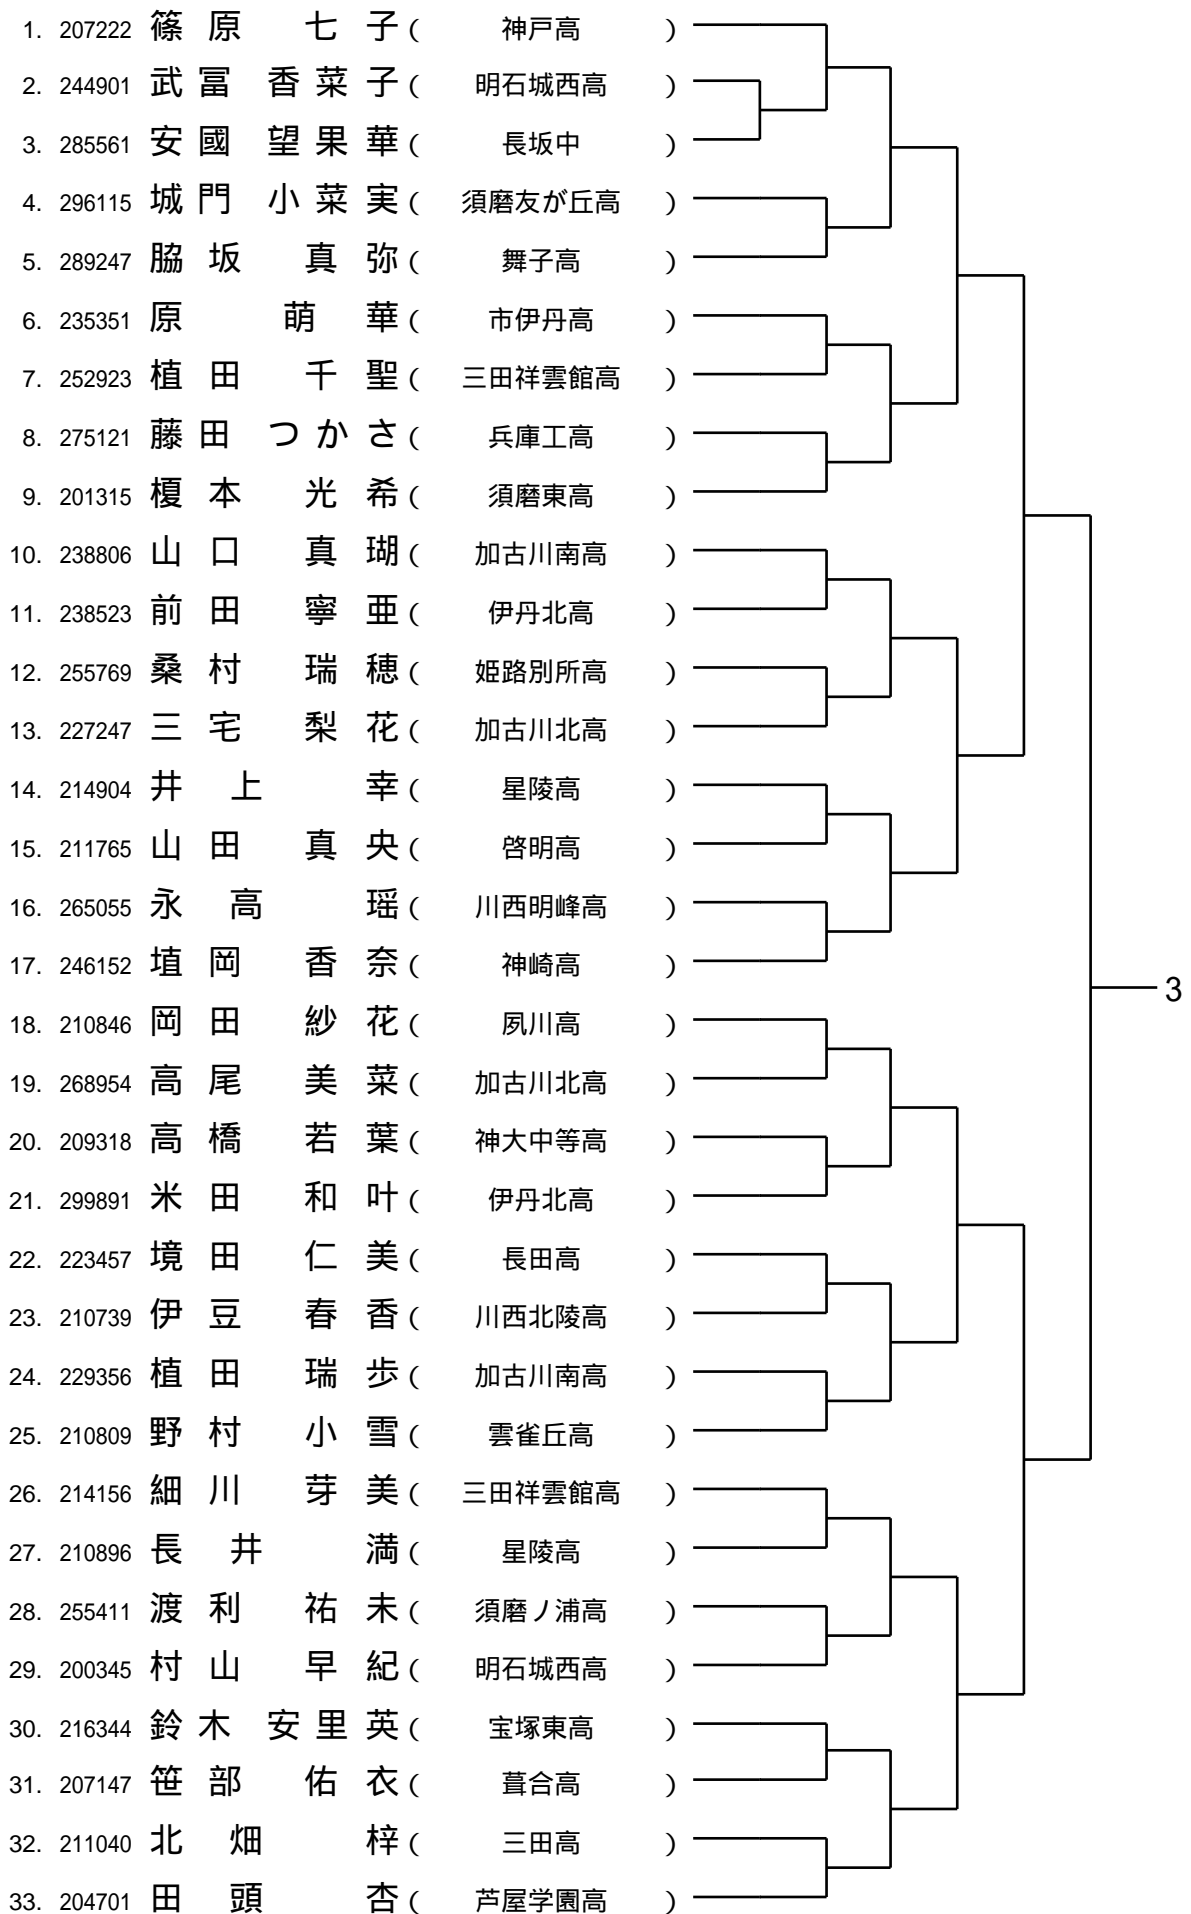 1. 207222 篠原 七子 ( 神戸高 )
2. 244901 武冨 香菜子 ( 明石城西高 )
3. 285561 安國 望果華 ( 長坂中 )
4. 296115 城門 小菜実 ( 須磨友が丘高 )
5. 289247 脇坂 真弥 ( 舞子高 )
6. 235351 原 萌華 ( 市伊丹高 )
7. 252923 植田 千聖 ( 三田祥雲館高 )
8. 275121 藤田 つかさ ( 兵庫工高 )
9. 201315 榎本 光希 ( 須磨東高 )
10. 238806 山口 真瑚 ( 加古川南高 )
11. 238523 前田 寧亜 ( 伊丹北高 )
12. 255769 桑村 瑞穂 ( 姫路別所高 )
13. 227247 三宅 梨花 ( 加古川北高 )
14. 214904 井上 幸 ( 星陵高 )
15. 211765 山田 真央 ( 啓明高 )
16. 265055 永高 瑶 ( 川西明峰高 )
17. 246152 埴岡 香奈 ( 神崎高 )
3
18. 210846 岡田 紗花 ( 夙川高 )
19. 268954 高尾 美菜 ( 加古川北高 )
20. 209318 高橋 若葉 ( 神大中等高 )
21. 299891 米田 和叶 ( 伊丹北高 )
22. 223457 境田 仁美 ( 長田高 )
23. 210739 伊豆 春香 ( 川西北陵高 )
24. 229356 植田 瑞歩 ( 加古川南高 )
25. 210809 野村 小雪 ( 雲雀丘高 )
26. 214156 細川 芽美 ( 三田祥雲館高 )
27. 210896 長井 満 ( 星陵高 )
28. 255411 渡利 祐未 ( 須磨ノ浦高 )
29. 200345 村山 早紀 ( 明石城西高 )
30. 216344 鈴木 安里英 ( 宝塚東高 )
31. 207147 笹部 佑衣 ( 葺合高 )
32. 211040 北畑 梓 ( 三田高 )
33. 204701 田頭 杏 ( 芦屋学園高 )